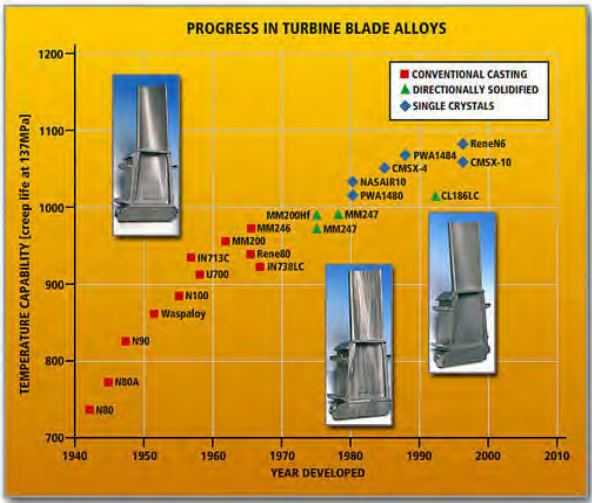 PROGRESS IN TURBINE BLADE ALLOYS
TEMPERATURE CAPABILITY [creep life at 137MPa]
1200
1100
1000
900
800
700
CONVENTIONAL CASTING
DIRECTIONALLY SOLIDIFIED
SINGLE CRYSTALS
ReneN6
PWA1484
CMSX-10
CMSX-4
NASAIR10
PWA1480
CL186LC
MM200Hf
MM247
MM246
MM247
MM200
Rene80
IN713C
iN738LC
U700
N100
Waspaloy
N90
N80A
N80
1940
1950
1960
1970
1980
1990
2000
2010
YEAR DEVELOPED